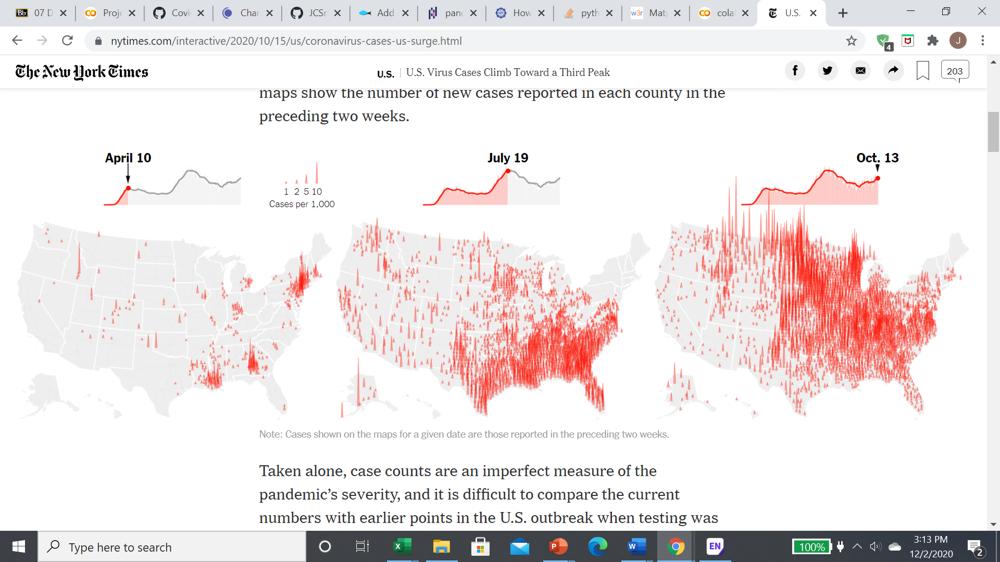 07 D
Proj
Covi
Char
JCSr
Add
pand
How
pyth
w3r Mat
colal
U.S.
nytimes.com/interactive/2020/10/15/us/coronavirus-cases-us-surge.html
4
J
The New York Times
U.S. | U.S. Virus Cases Climb Toward a Third Peak
203
maps show the number of new cases reported in each county in the
preceding two weeks.
April 10
July 19
Oct. 13
1 2 5 10
Cases per 1,000
Note: Cases shown on the maps for a given date are those reported in the preceding two weeks.
Taken alone, case counts are an imperfect measure of the
pandemic’s severity, and it is difficult to compare the current
numbers with earlier points in the U.S. outbreak when testing was
Type here to search
EN
100%
3:13 PM
12/2/2020
2